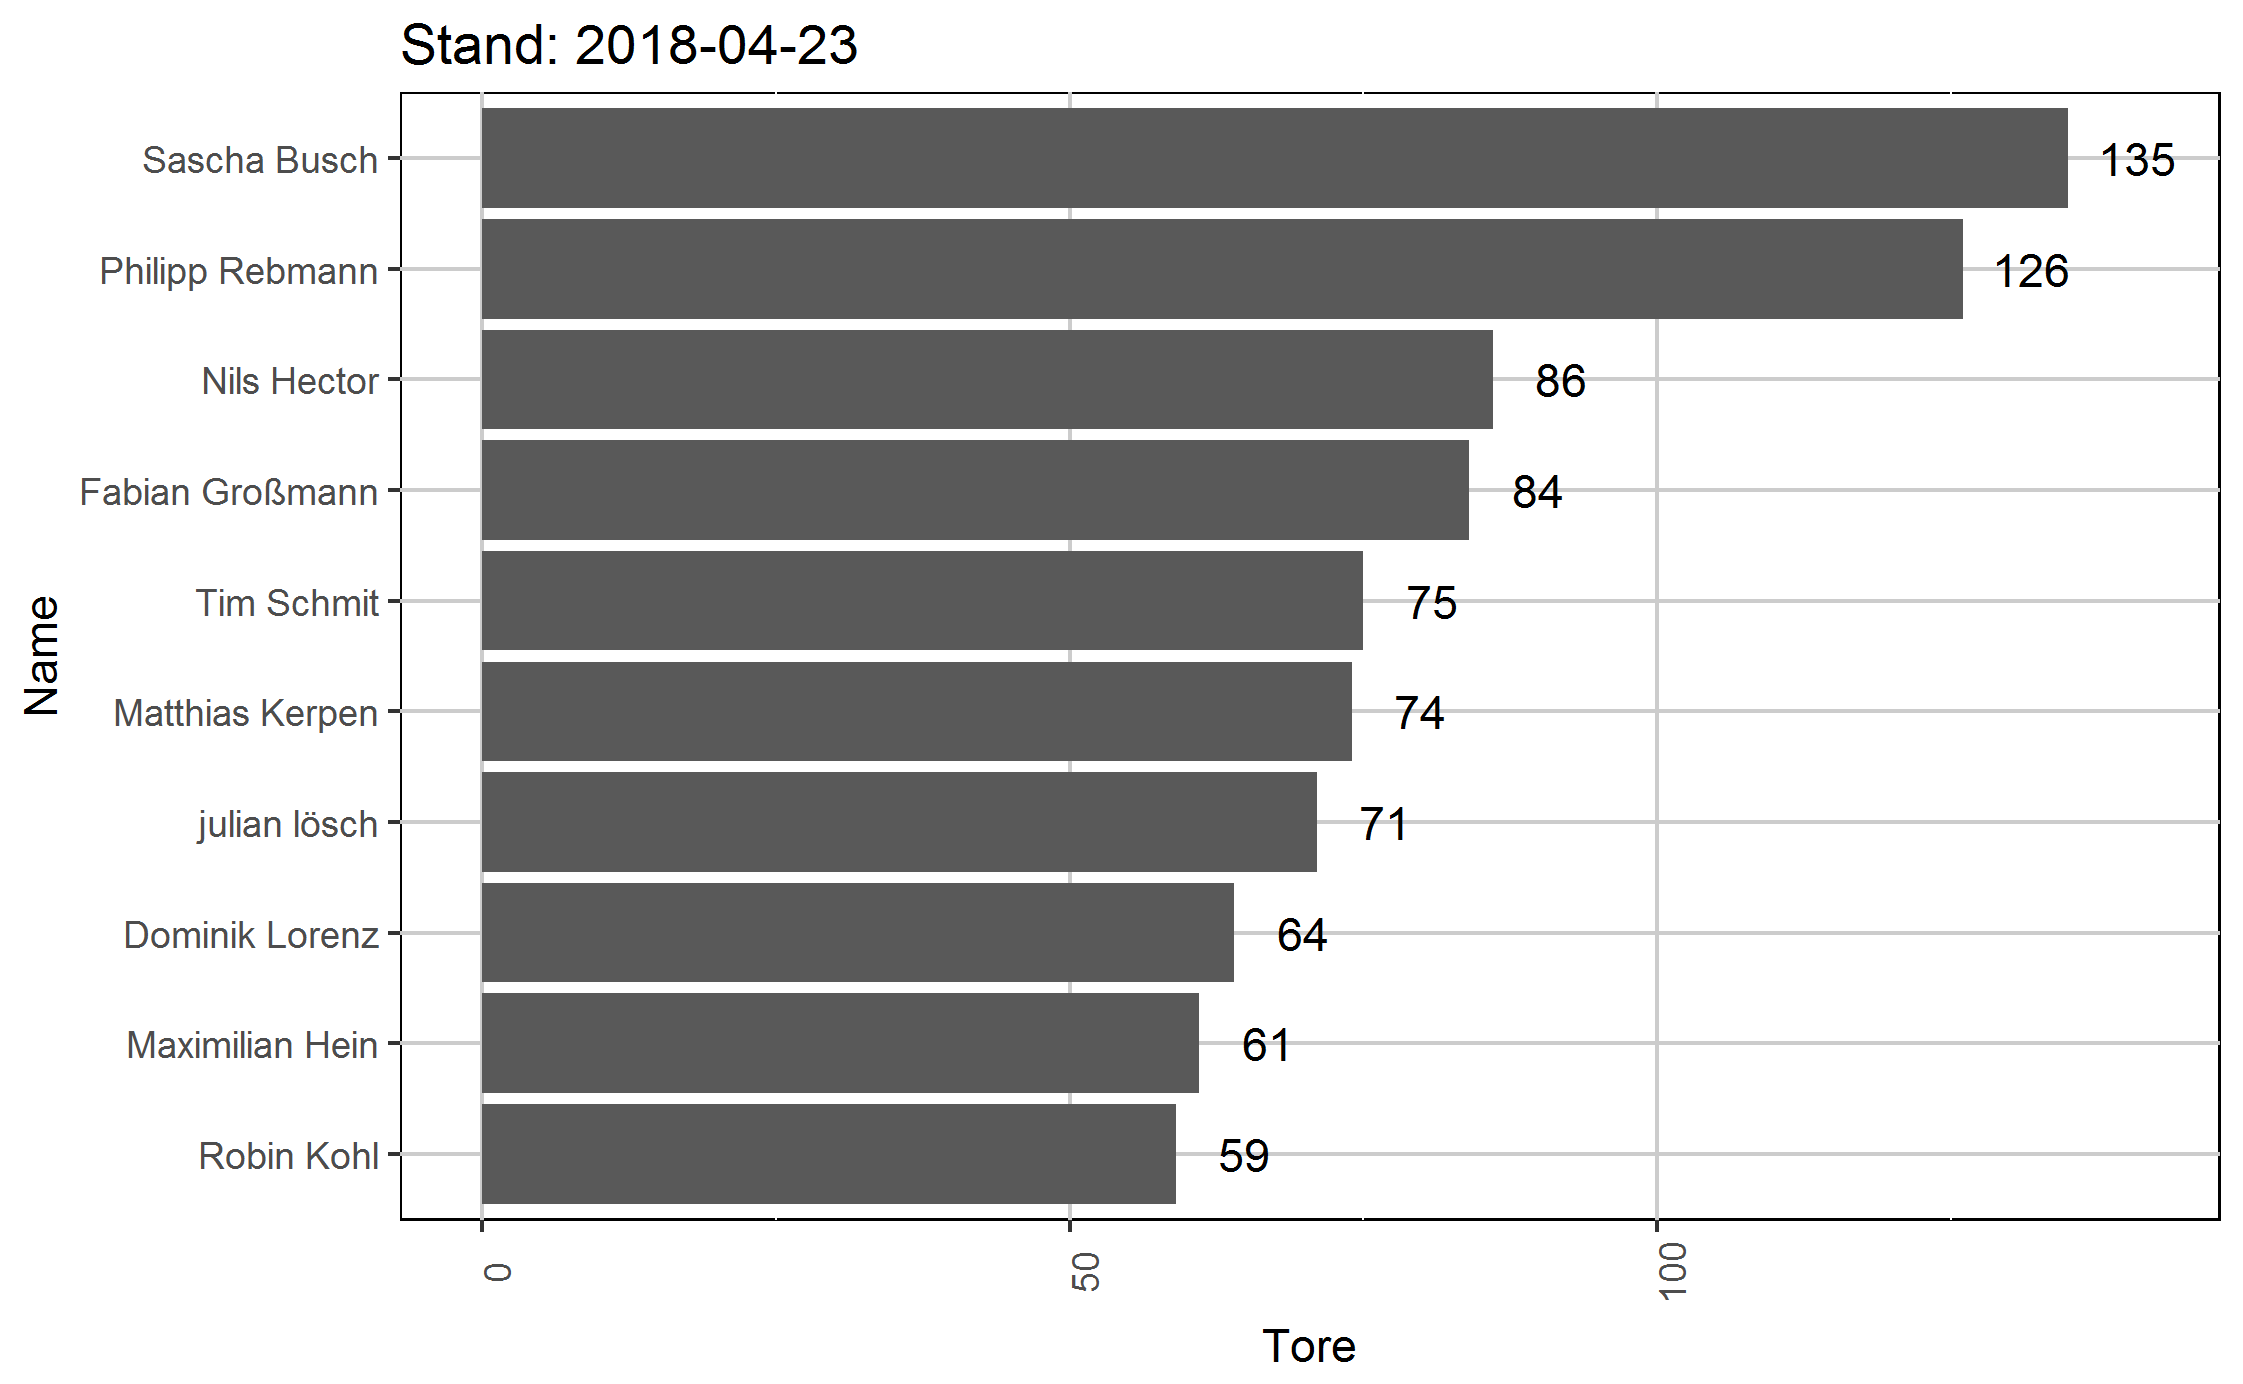 Stand: 2018-04-23
Sascha Busch 135
Philipp Rebmann 126
Nils Hector 86
Fabian Großmann 84
Tim Schmit 75
Matthias Kerpen 74
julian lösch 71
Dominik Lorenz 64
Maximilian Hein 61
Robin Kohl 59
Name
0 50 100
Tore